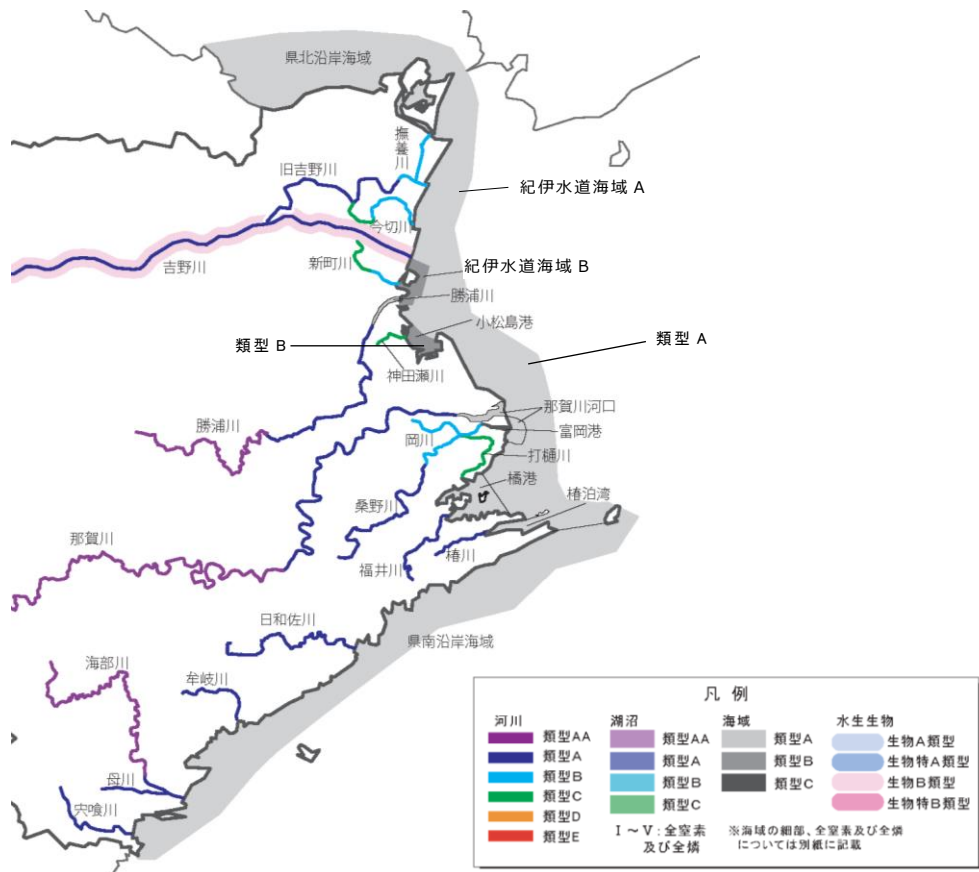 県北沿岸海域
撫養川
旧吉野川
紀伊水道海域 A
今切川
吉野川
新町川
紀伊水道海域 B
勝浦川
小松島港
類型 B
類型 A
神田瀬川
那賀川河口
勝浦川
岡川
富岡港
打樋川
橘港
桑野川
椿泊湾
那賀川
福井川
椿川
日和佐川
県南沿岸海域
海部川
牟岐川
母川
宍喰川
凡 例
河川
類型AA
類型A
類型B
類型C
類型D
類型E
湖沼
類型AA
類型A
類型B
類型C
I ～ V : 全窒素
及び全燐
海域
類型A
類型B
類型C
水生生物
生物A類型
生物特A類型
生物B類型
生物特B類型
※海域の細部、全窒素及び全燐
については別紙に記載